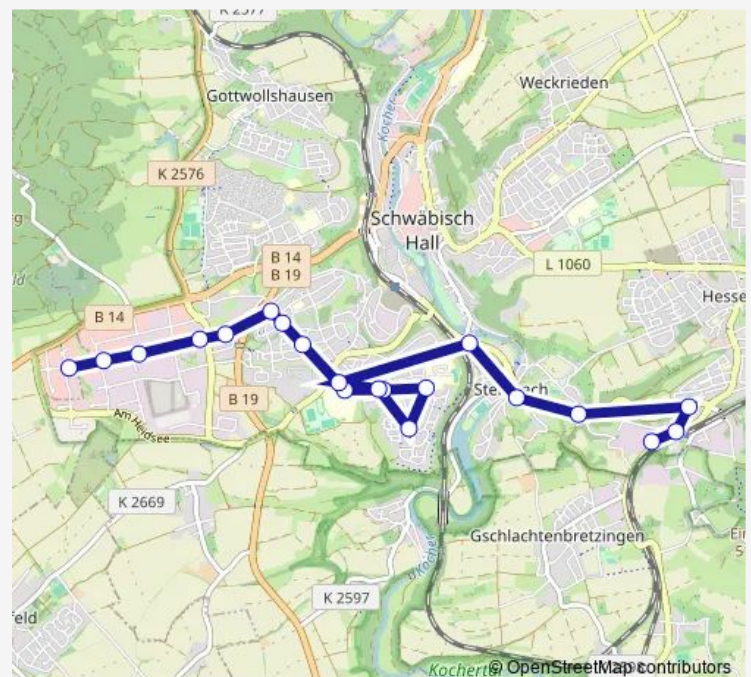 K 2577
Gottwollshausen
Weckrieden
Kocher
K 2576
Schwäbisch
Hall
B 14
B 19
L 1060
B 14
Hesse
B 19
Am Heidsee
K 2669
Gschlachtenbretzingen
Kocher
K 2597
feld
© OpenStreetMap contributors